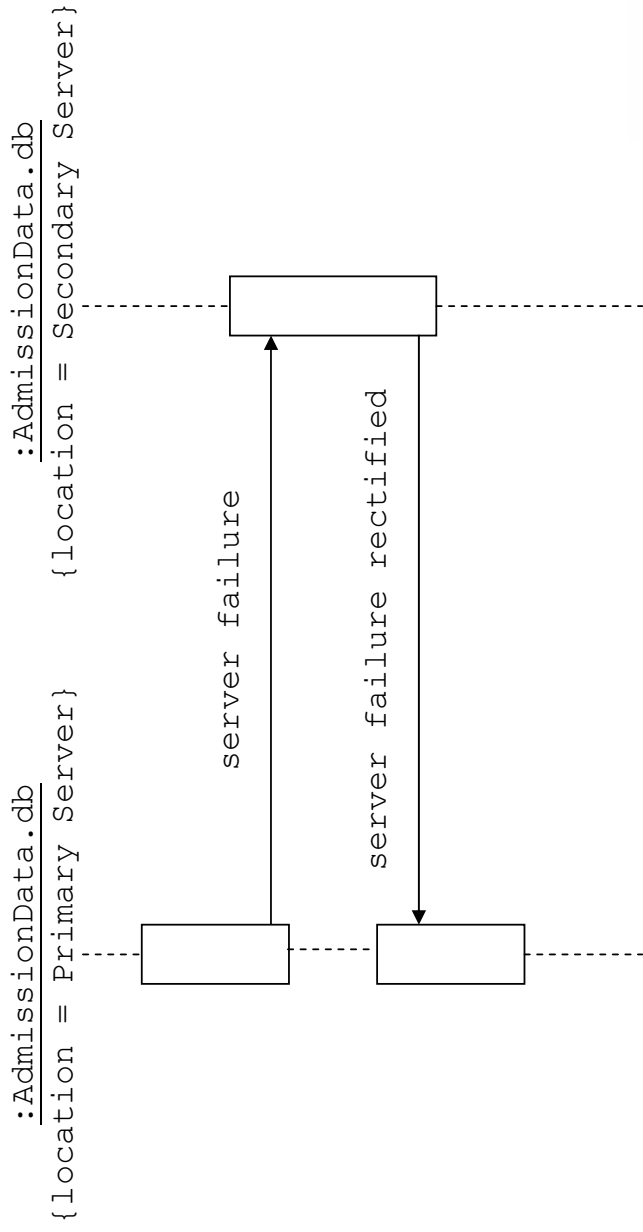 :AdmissionData.db
{location = Primary Server}
:AdmissionData.db
{location = Secondary Server}
server failure
server failure rectified